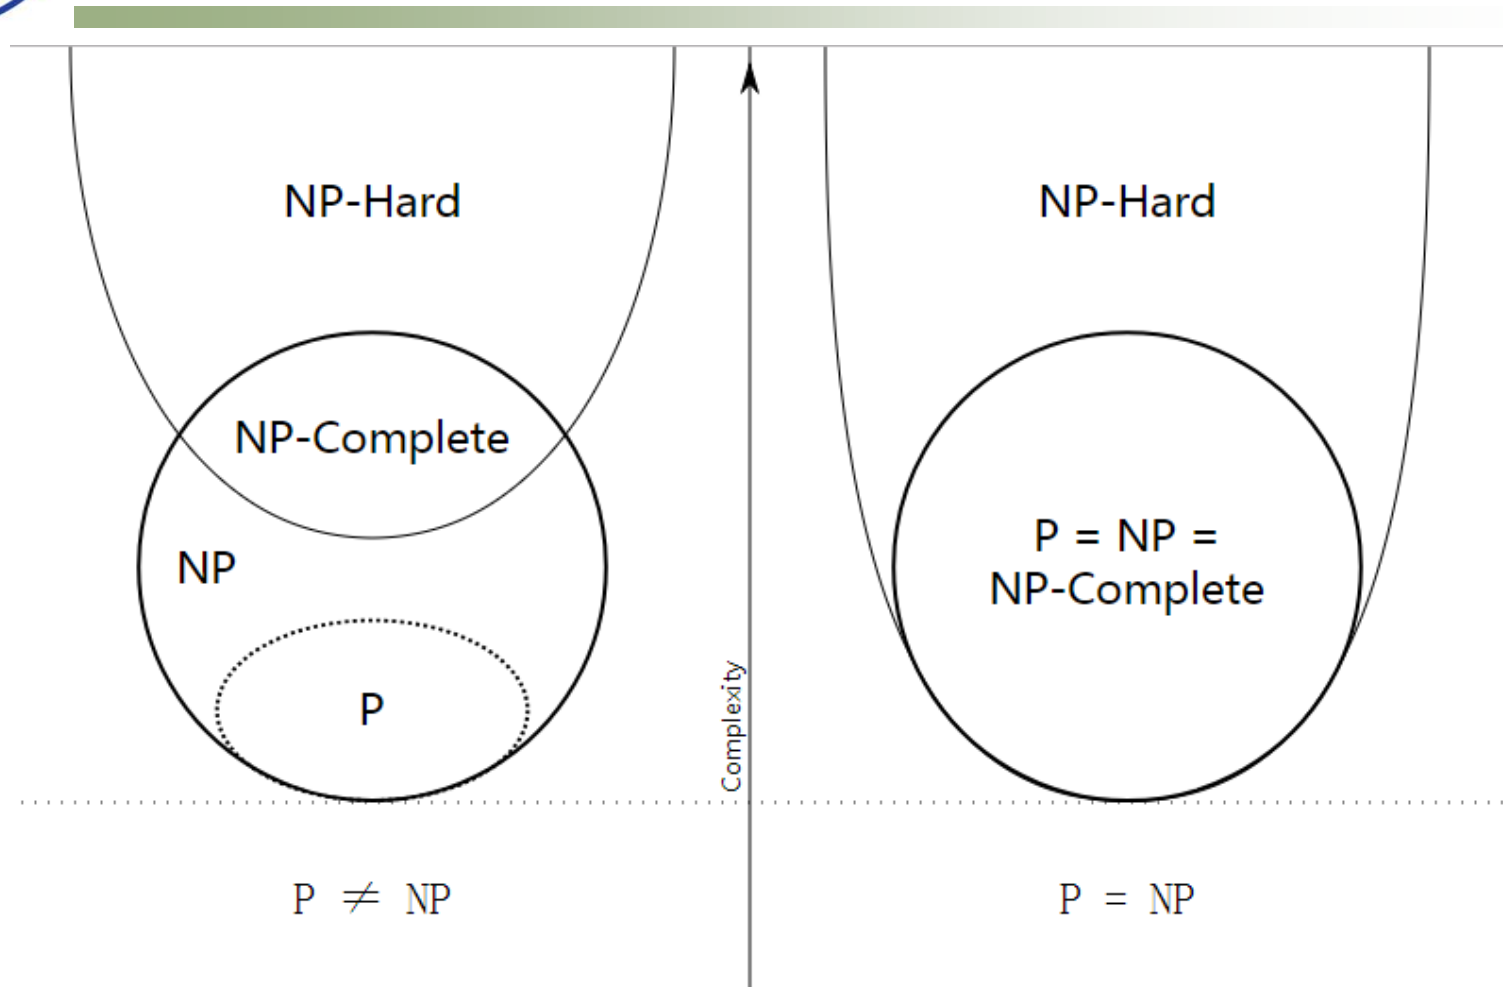 NP-Hard
NP-Complete
NP
P
P ≠ NP
Complexity
NP-Hard
P = NP =
NP-Complete
P = NP